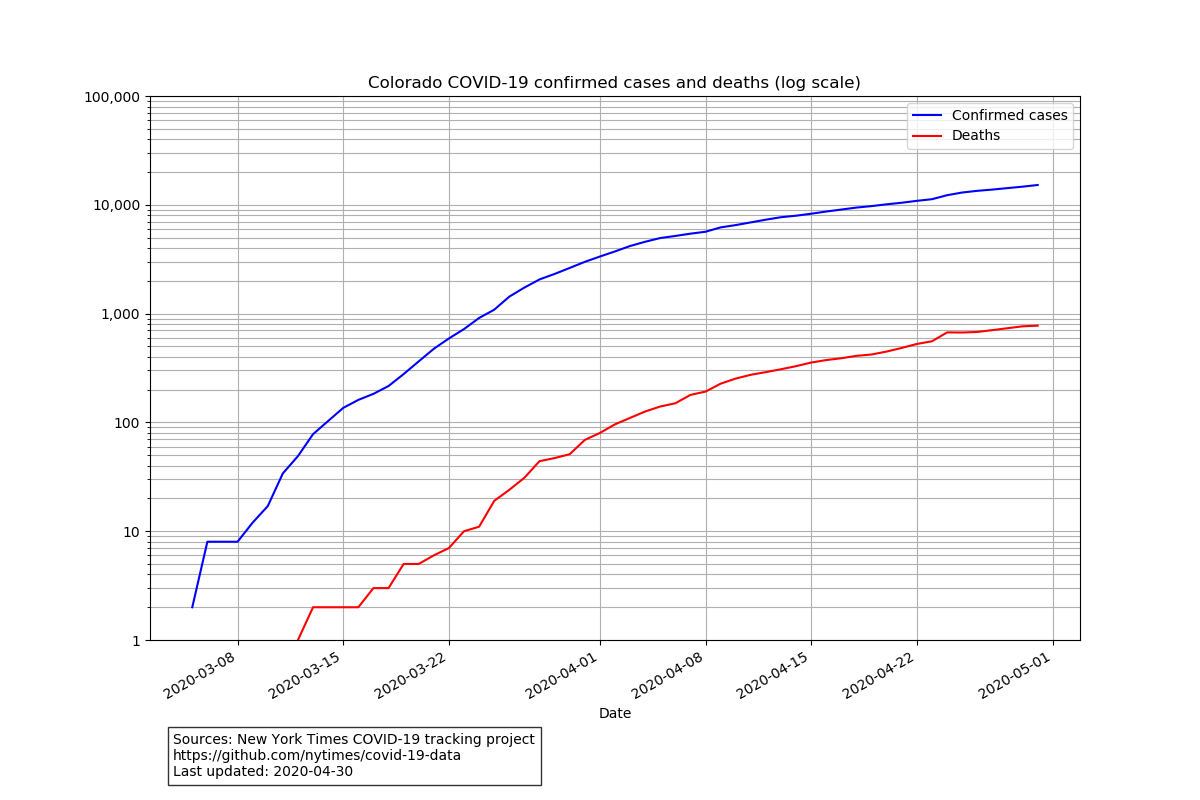 Colorado COVID-19 confirmed cases and deaths (log scale)
100,000
10,000
1,000
100
10
1
Confirmed cases
Deaths
2020-03-08
2020-03-15
2020-03-22
2020-04-01
2020-04-08
2020-04-15
2020-04-22
2020-05-01
Date
Sources: New York Times COVID-19 tracking project
https://github.com/nytimes/covid-19-data
Last updated: 2020-04-30